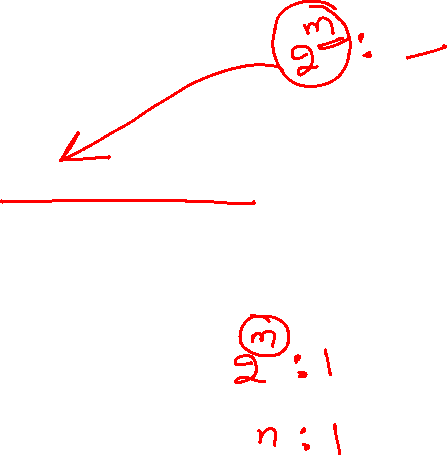 2^m : —
2^m : 1
n : 1